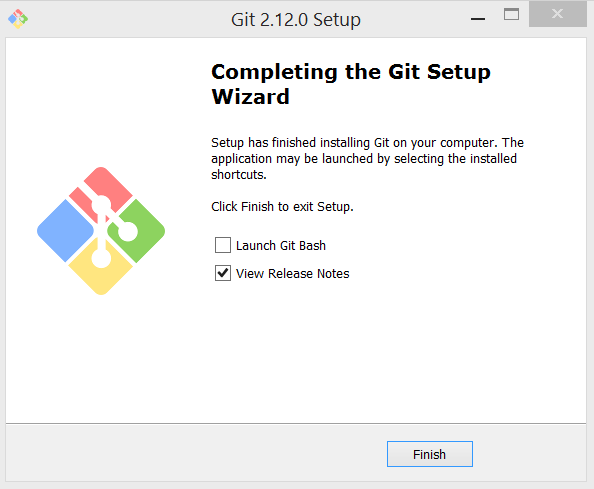 Git 2.12.0 Setup
Completing the Git Setup
Wizard
Setup has finished installing Git on your computer. The
application may be launched by selecting the installed
shortcuts.
Click Finish to exit Setup.
Launch Git Bash
View Release Notes
Finish